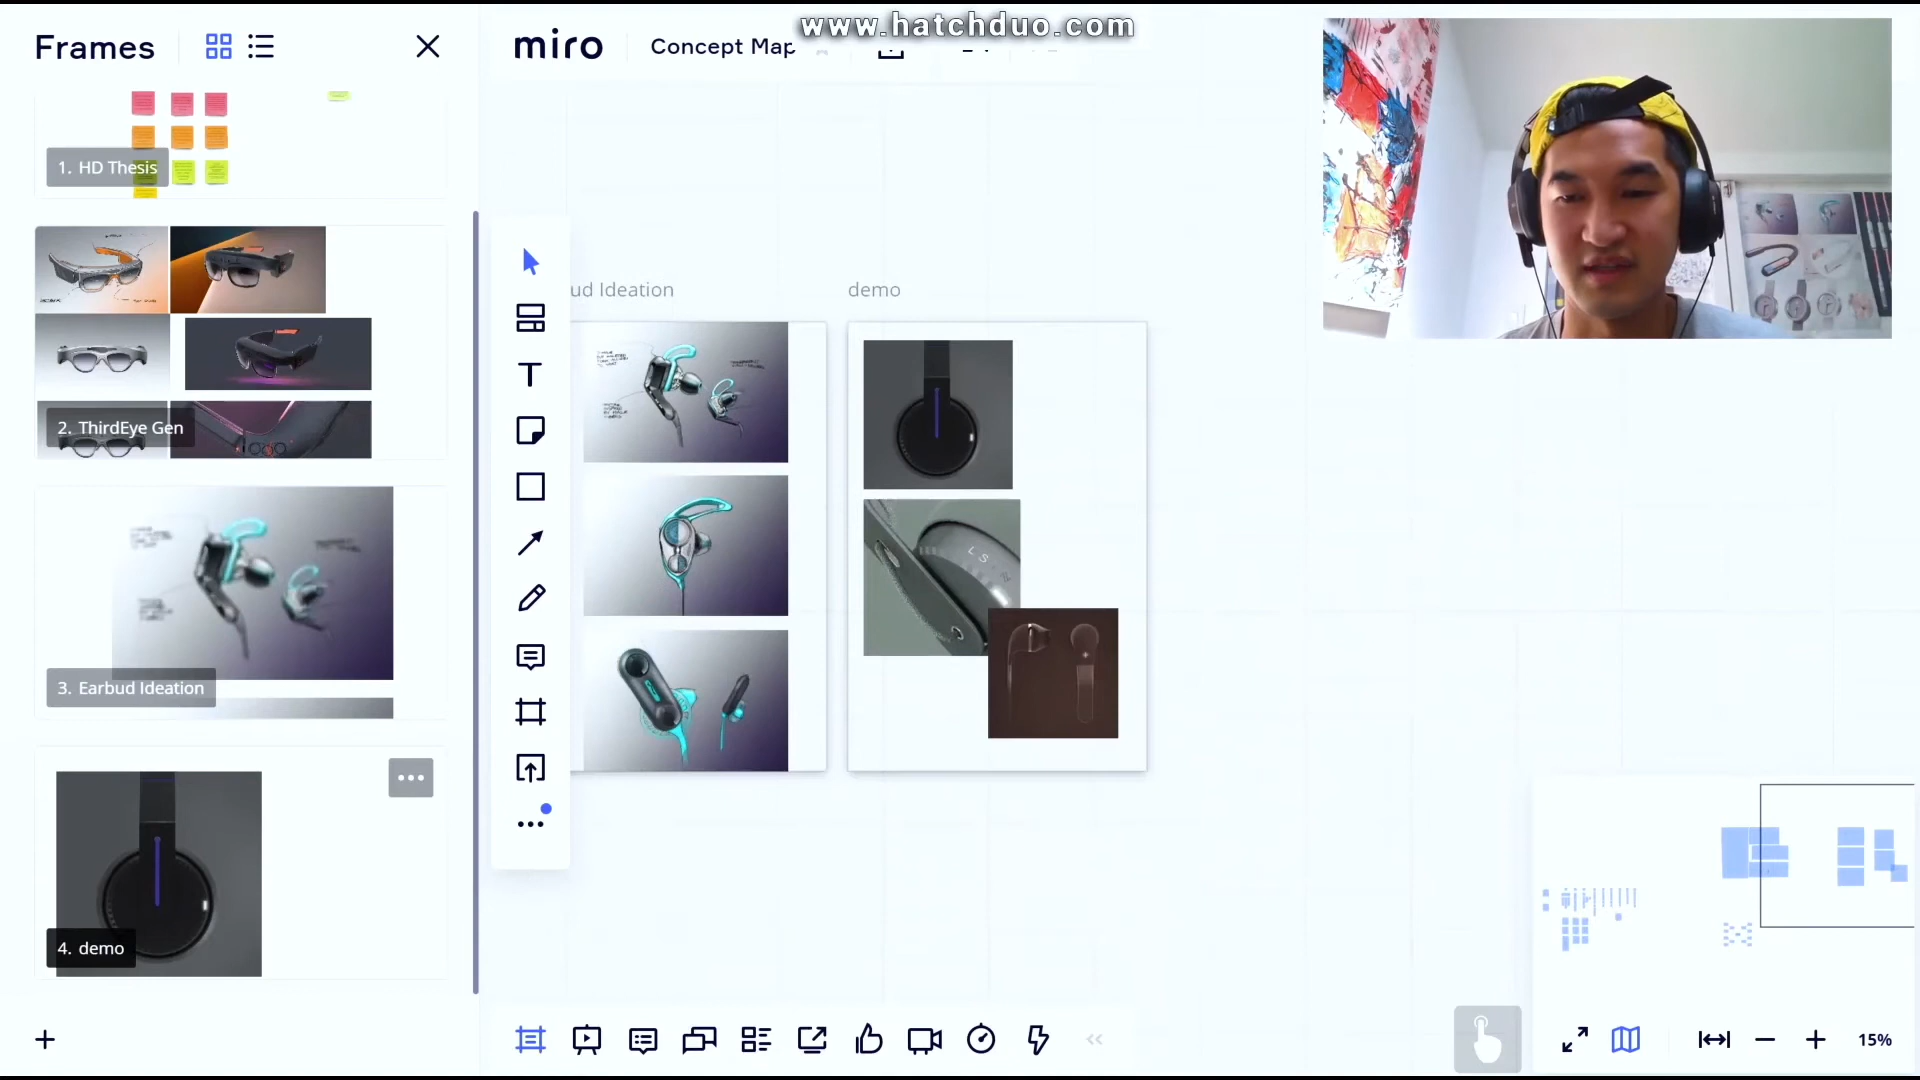 www.hatchduo.com
Frames
miro
Concept Map
1. HD Thesis
2. ThirdEye Gen
3. Earbud Ideation
4. demo
ud Ideation
demo
L S
15%